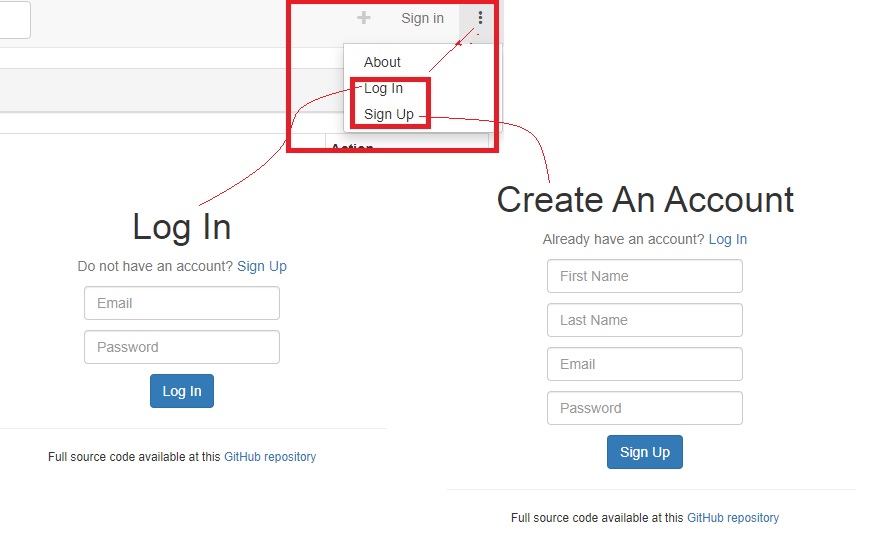 Sign in
About
Log In
Sign Up
Action
Log In
Do not have an account? Sign Up
Email
Password
Log In
Full source code available at this GitHub repository
Create An Account
Already have an account? Log In
First Name
Last Name
Email
Password
Sign Up
Full source code available at this GitHub repository